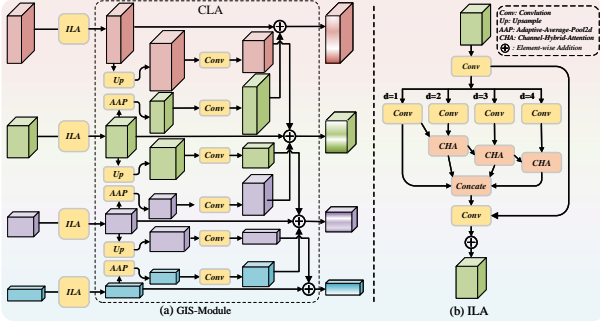 CLA
ILA
Up
Conv
AAP
Conv
ILA
Up
Conv
AAP
Conv
ILA
Up
Conv
AAP
Conv
ILA
(a) GIS-Module
Conv: Convlution
Up: Upsample
AAP: Adaptive-Average-Pool2d
CHA: Channel-Hybrid-Attention
: Element-wise Addition
Conv
d=1 d=2 d=3 d=4
Conv Conv Conv Conv
CHA
CHA
CHA
Concate
Conv
(b) ILA